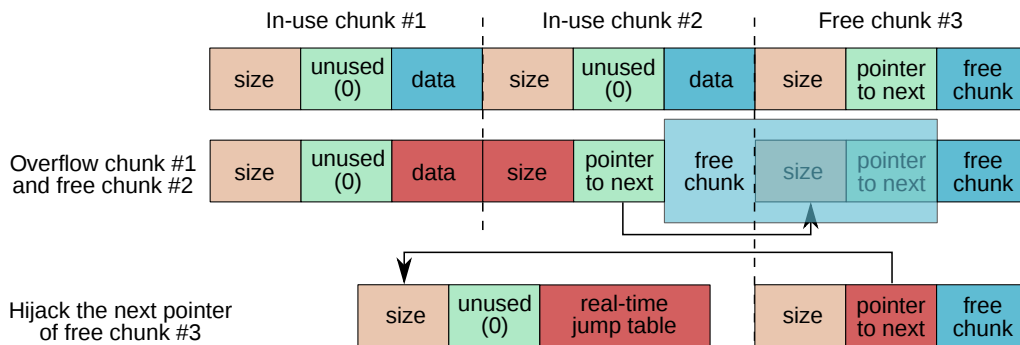 In-use chunk #1 In-use chunk #2 Free chunk #3
size unused (0) data size unused (0) data size pointer to next free chunk
Overflow chunk #1
and free chunk #2
size unused (0) data size pointer to next free chunk size pointer to next free chunk
Hijack the next pointer
of free chunk #3
size unused (0) real-time jump table size pointer to next free chunk